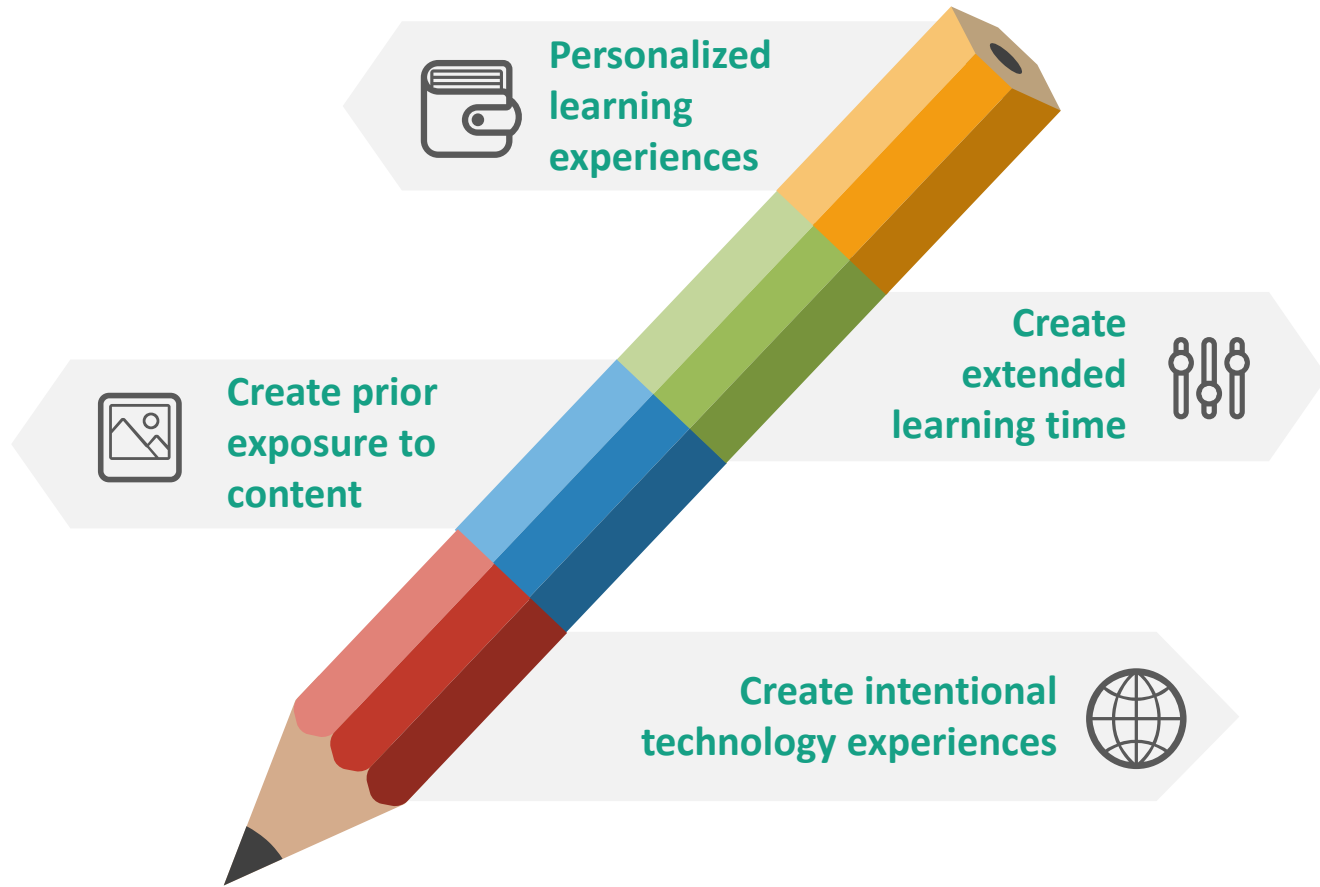 Personalized
learning
experiences
Create
extended
learning time
Create prior
exposure to
content
Create intentional
technology experiences